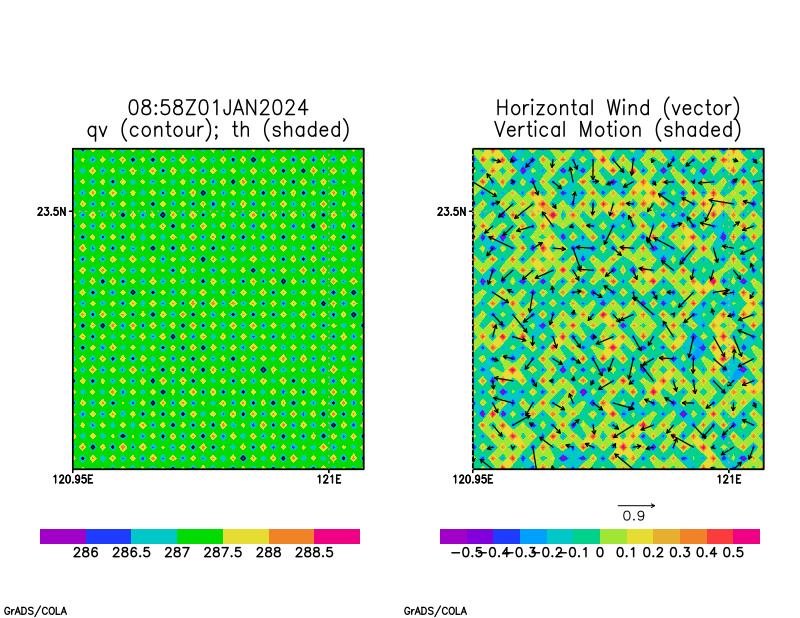 08:58Z01JAN2024
qv (contour); th (shaded)
23.5N
120.95E
121E
286 286.5 287 287.5 288 288.5
GrADS/COLA
Horizontal Wind (vector)
Vertical Motion (shaded)
23.5N
120.95E
121E
0.9
-0.5 -0.4 -0.3 -0.2 -0.1 0 0.1 0.2 0.3 0.4 0.5
GrADS/COLA